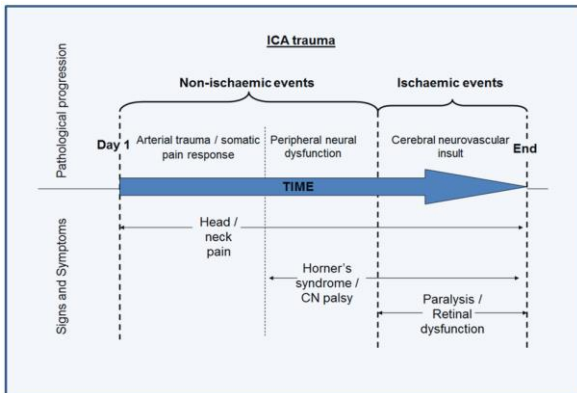 ICA trauma
Non-ischaemic events
Ischaemic events
Pathological progression
Day 1
Arterial trauma / somatic
pain response
Peripheral neural
dysfunction
Cerebral neurovascular
insult
End
TIME
Signs and Symptoms
Head /
neck
pain
Horner's
syndrome /
CN palsy
Paralysis /
Retinal
dysfunction